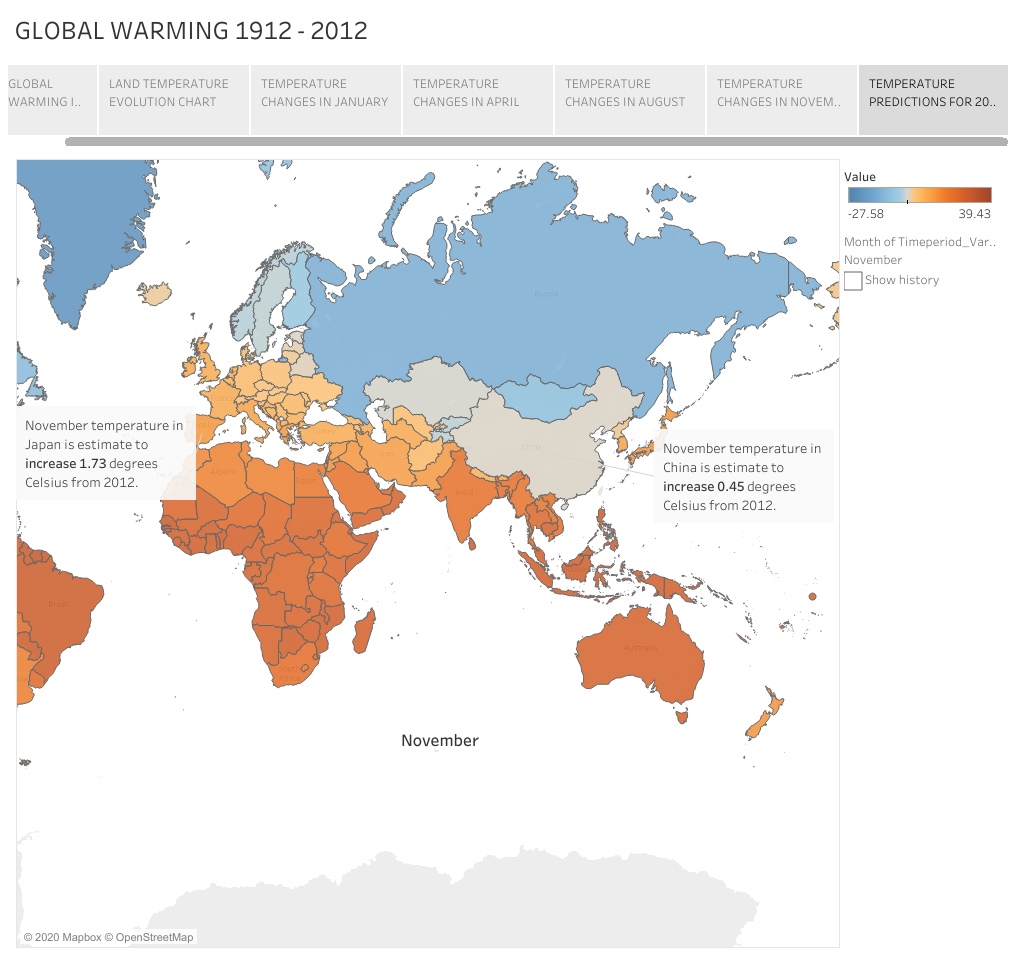 GLOBAL WARMING 1912 - 2012
GLOBAL
WARMING I..
LAND TEMPERATURE
EVOLUTION CHART
TEMPERATURE
CHANGES IN JANUARY
TEMPERATURE
CHANGES IN APRIL
TEMPERATURE
CHANGES IN AUGUST
TEMPERATURE
CHANGES IN NOVEM..
TEMPERATURE
PREDICTIONS FOR 20..
Value
-27.58 39.43
Month of Timeperiod_Var..
November
Show history
Russia
November temperature in
Japan is estimate to
increase 1.73 degrees
Celsius from 2012.
November temperature in
China is estimate to
increase 0.45 degrees
Celsius from 2012.
China
Iran
Algeria
Egypt
India
Brazil
Australia
South
Africa
November
© 2020 Mapbox © OpenStreetMap